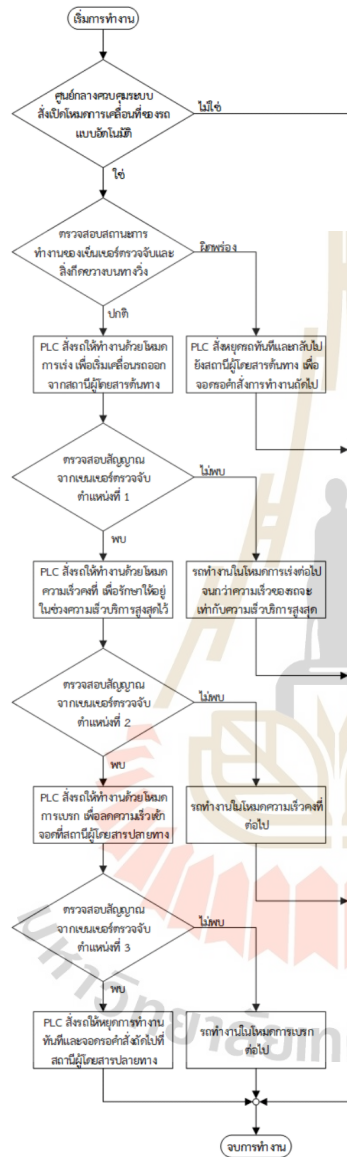 เริ่มการทำงาน
ศูนย์กลางควบคุมระบบ
สั่งเปิดโหมดการเคลื่อนที่ของรถ
แบบอัตโนมัติ
ไม่ใช่
ใช่
ตรวจสอบสถานะการ
ทำงานของเซ็นเซอร์ตรวจจับและ
สิ่งกีดขวางบนทางวิ่ง
ผิดพร่อง
ปกติ
PLC สั่งรถให้ทำงานด้วยโหมด
การเร่ง เพื่อเริ่มเคลื่อนรถออก
จากสถานีผู้โดยสารต้นทาง
PLC สั่งหยุดรถทันทีและกลับไป
ยังสถานีผู้โดยสารต้นทาง เพื่อ
จอดรอคำสั่งการทำงานถัดไป
ตรวจสอบสัญญาณ
จากเซนเซอร์ตรวจจับ
ตำแหน่งที่ 1
ไม่พบ
พบ
PLC สั่งรถให้ทำงานด้วยโหมด
ความเร็วคงที่ เพื่อรักษาให้อยู่
ในช่วงความเร็วบริการสูงสุดไว้
รถทำงานในโหมดการเร่งต่อไป
จนกว่าความเร็วของรถจะ
เท่ากับความเร็วบริการสูงสุด
ตรวจสอบสัญญาณ
จากเซนเซอร์ตรวจจับ
ตำแหน่งที่ 2
ไม่พบ
พบ
PLC สั่งรถให้ทำงานด้วยโหมด
การเบรก เพื่อลดความเร็วเข้า
จอดที่สถานีผู้โดยสารปลายทาง
รถทำงานในโหมดความเร็วคงที่
ต่อไป
ตรวจสอบสัญญาณ
จากเซนเซอร์ตรวจจับ
ตำแหน่งที่ 3
ไม่พบ
พบ
PLC สั่งรถให้หยุดการทำงาน
ทันทีและจอดรอคำสั่งถัดไปที่
สถานีผู้โดยสารปลายทาง
รถทำงานในโหมดการเบรก
ต่อไป
จบการทำงาน